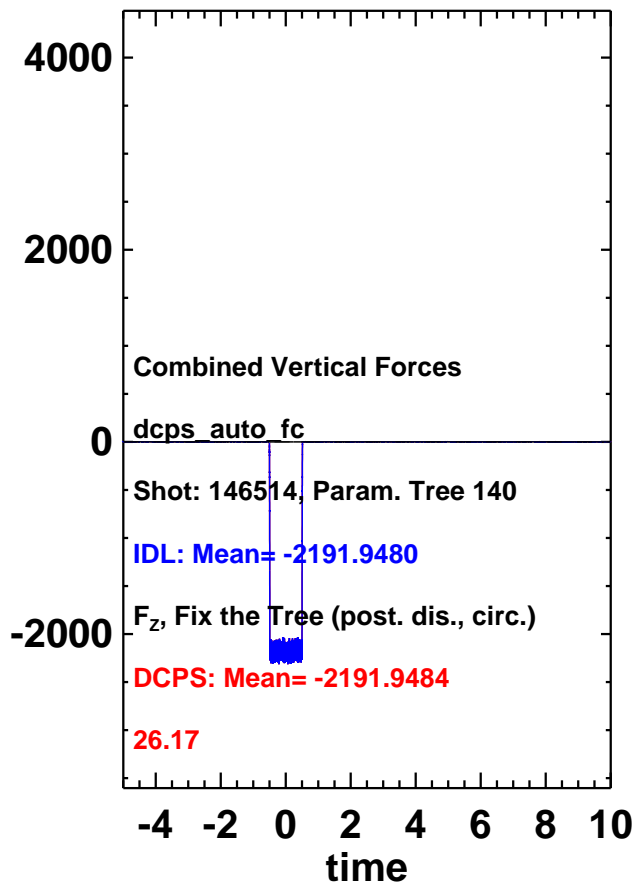 4000
2000
Combined Vertical Forces
0
dcps_auto_fc
Shot: 146514, Param. Tree 140
IDL: Mean= -2191.9480
F_Z, Fix the Tree (post. dis., circ.)
-2000
DCPS: Mean= -2191.9484
26.17
-4 -2 0 2 4 6 8 10
time